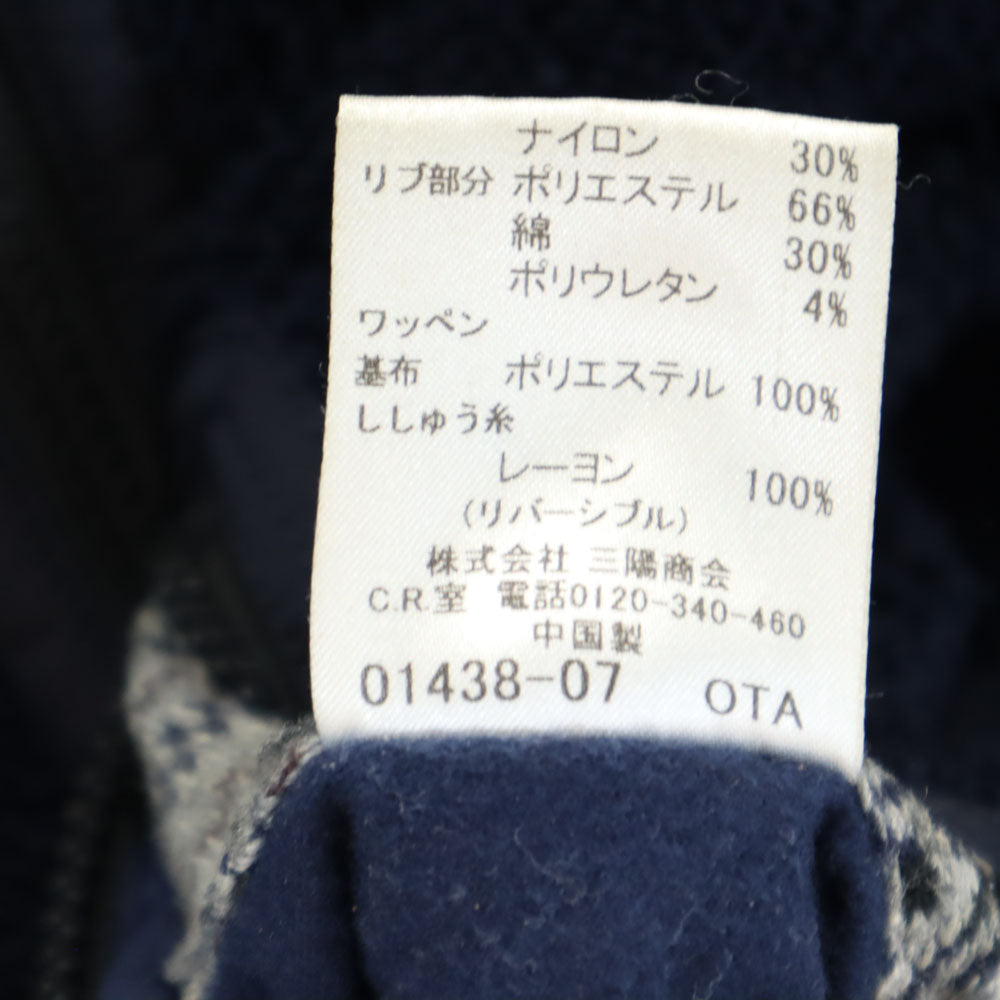 ナイロン 30%
リブ部分 ポリエステル 66%
綿 30%
ポリウレタン 4%
ワッペン
基布 ポリエステル 100%
ししゅう糸
レーヨン 100%
(リバーシブル)
株式会社 三陽商会
C.R.室 電話0120-340-460
中国製
01438-07 OTA